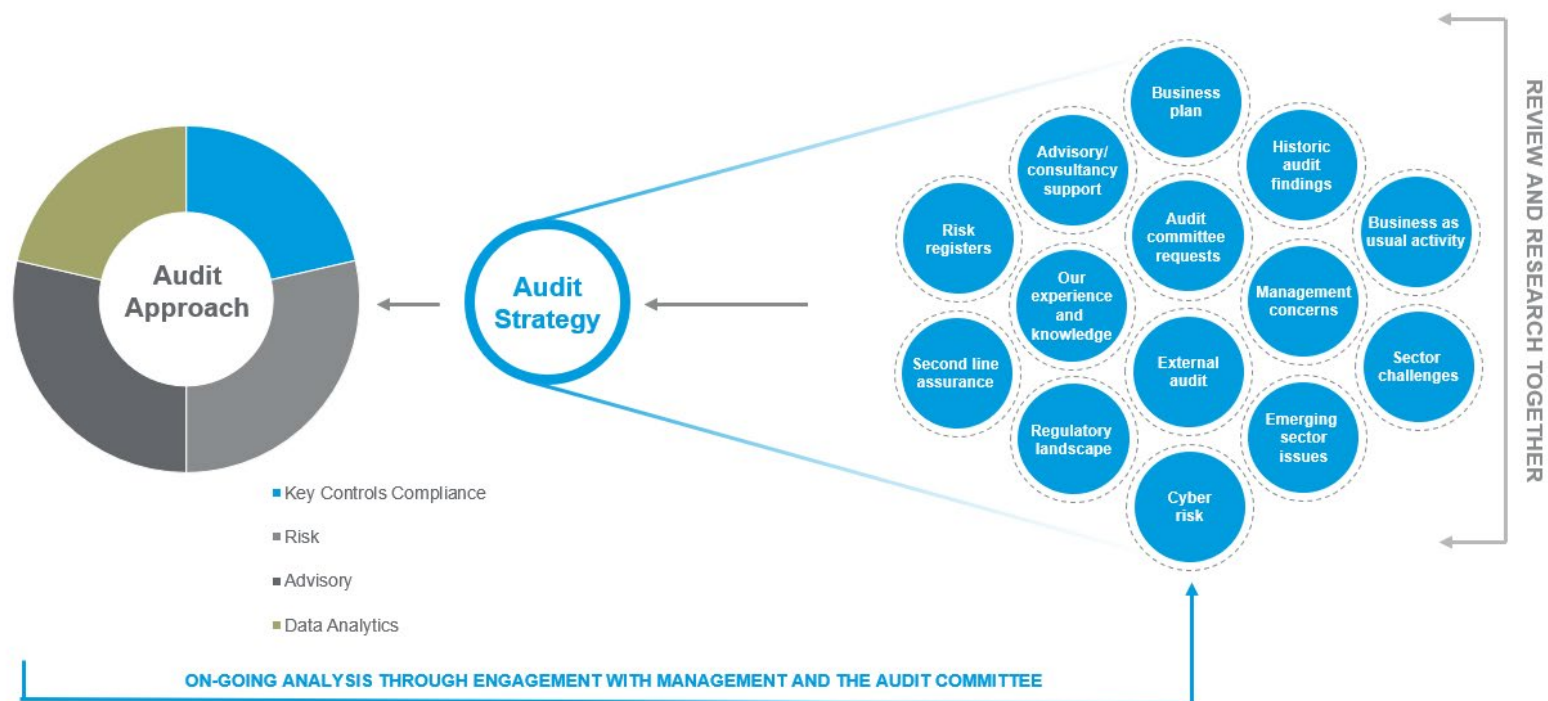 Audit
Approach
Key Controls Compliance
Risk
Advisory
Data Analytics
Audit
Strategy
Business
plan
Advisory/
consultancy
support
Historic
audit
findings
Risk
registers
Audit
committee
requests
Business as
usual activity
Our
experience
and
knowledge
Management
concerns
Second line
assurance
External
audit
Sector
challenges
Regulatory
landscape
Emerging
sector
issues
Cyber
risk
REVIEW AND RESEARCH TOGETHER
ON-GOING ANALYSIS THROUGH ENGAGEMENT WITH MANAGEMENT AND THE AUDIT COMMITTEE